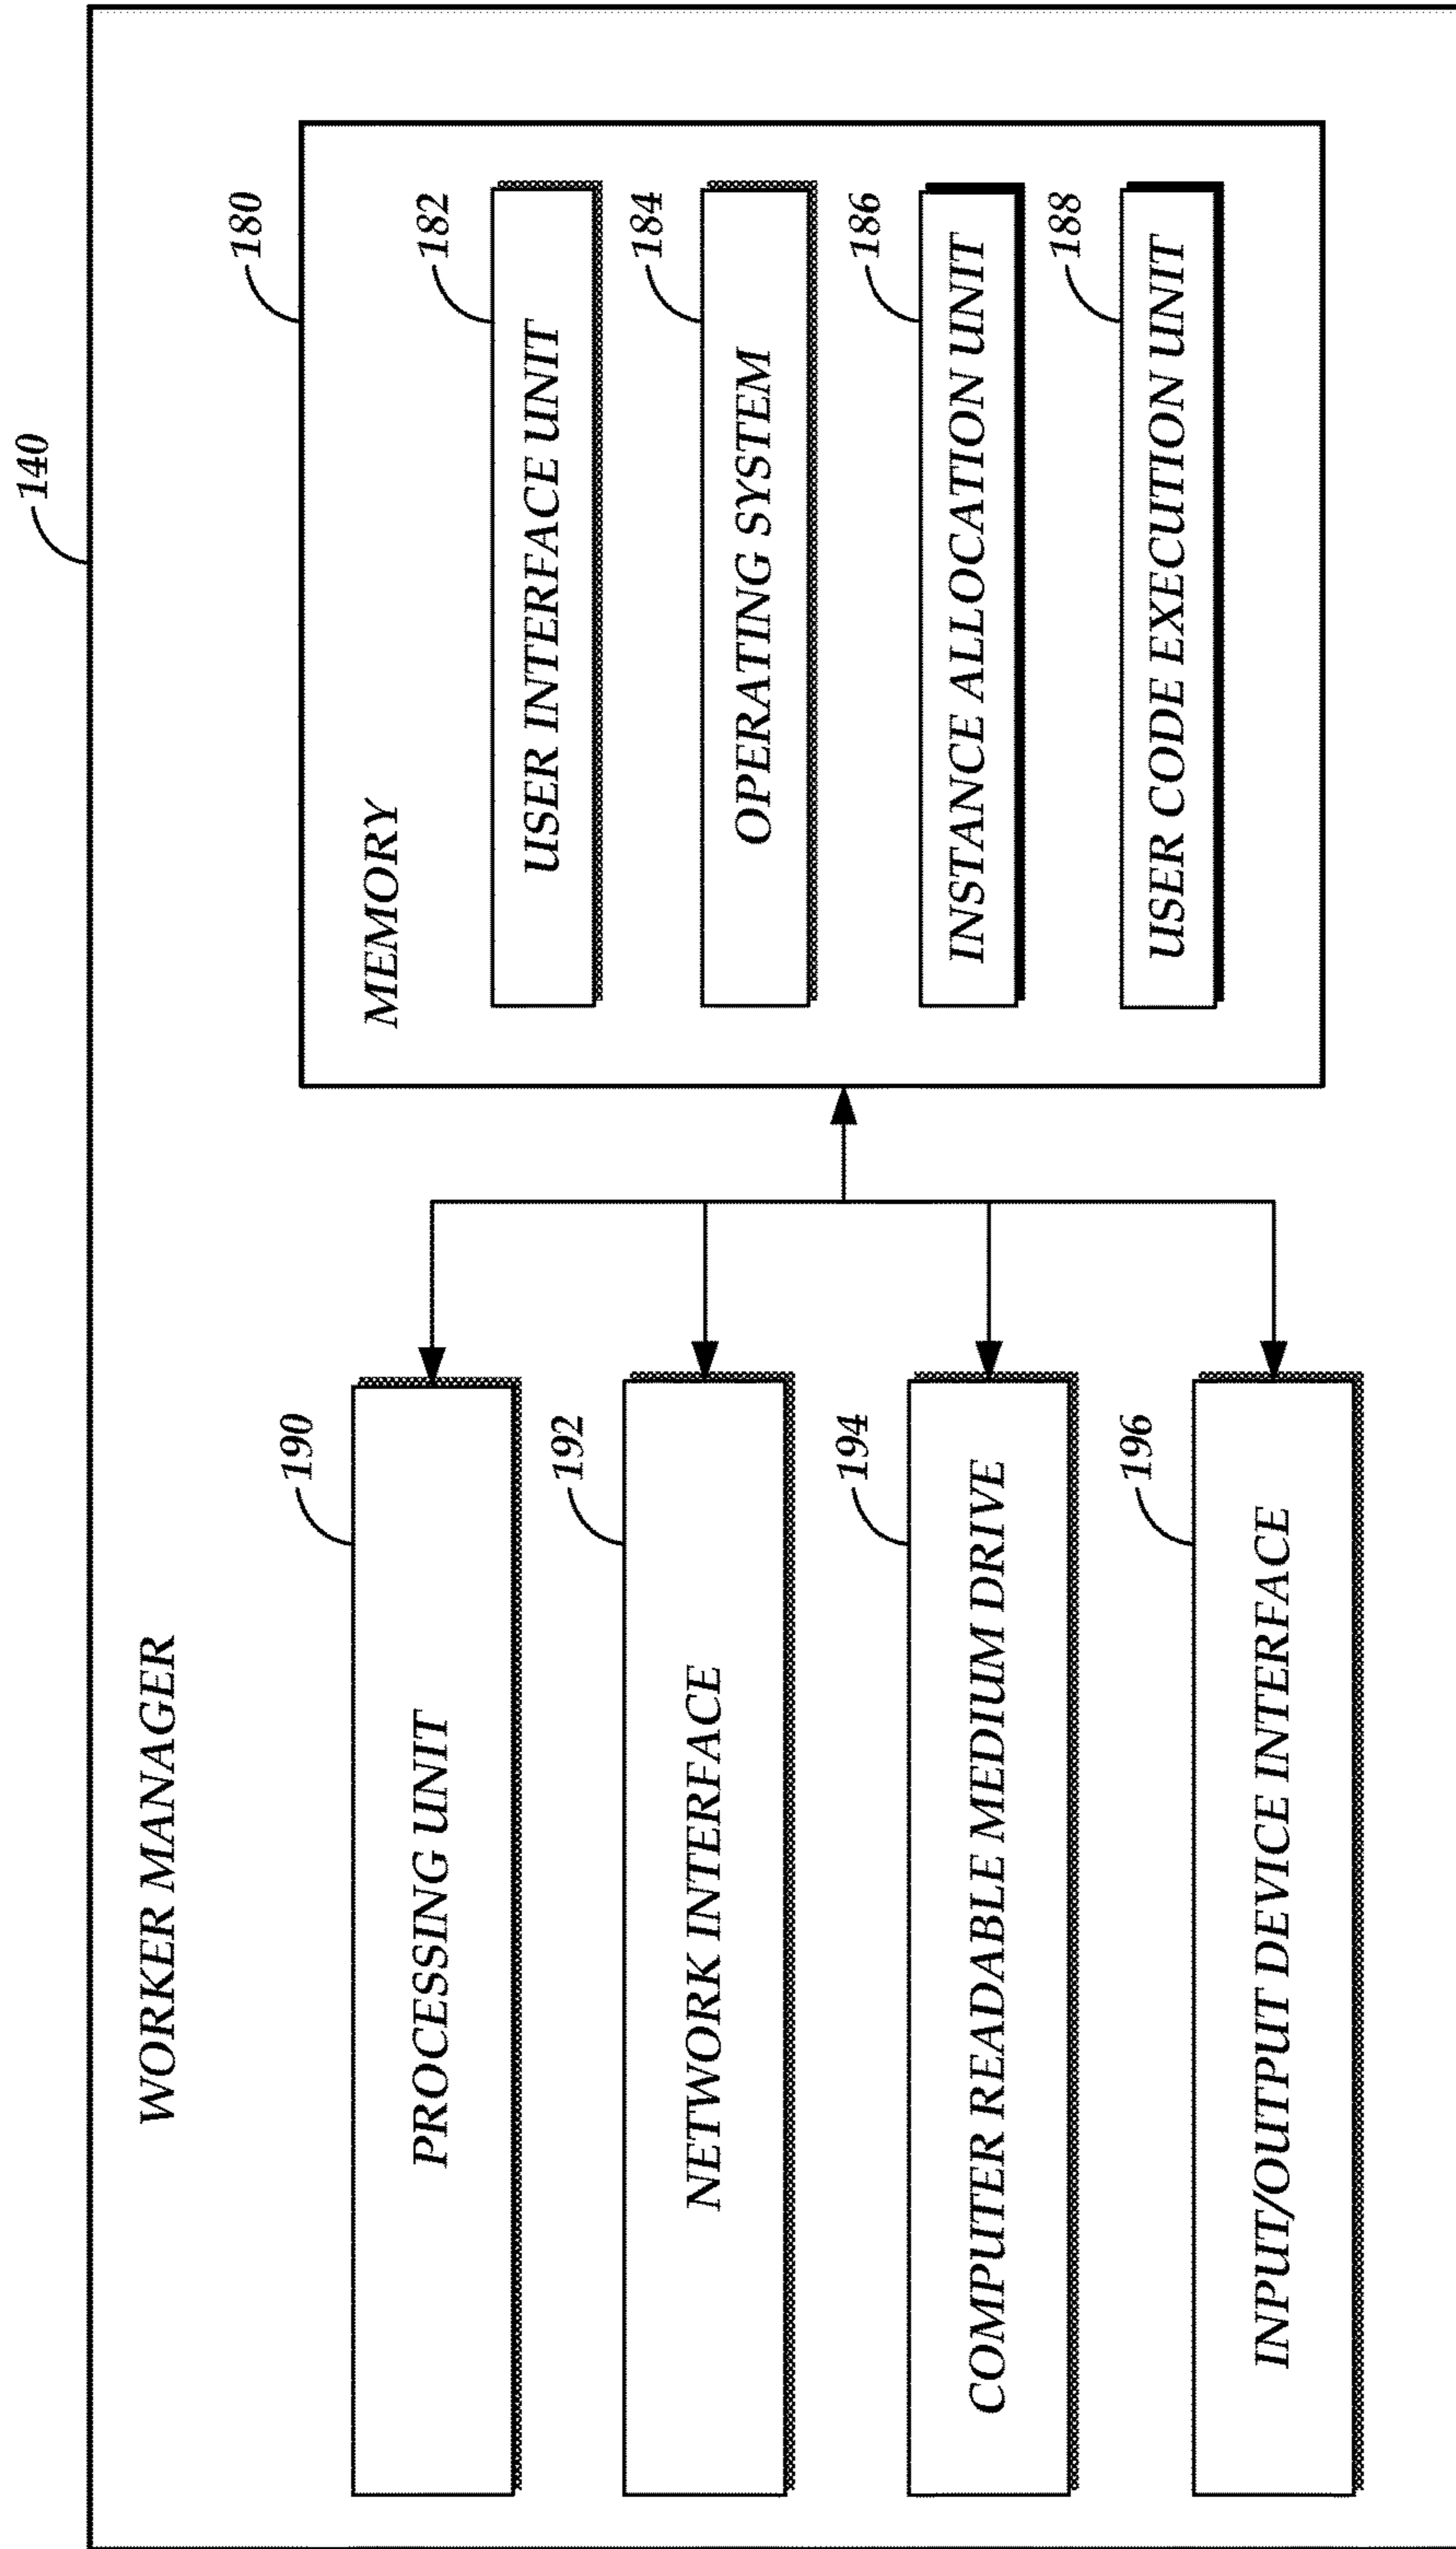 140
WORKER MANAGER
190
PROCESSING UNIT
192
NETWORK INTERFACE
194
COMPUTER READABLE MEDIUM DRIVE
196
INPUT/OUTPUT DEVICE INTERFACE
180
MEMORY
182
USER INTERFACE UNIT
184
OPERATING SYSTEM
186
INSTANCE ALLOCATION UNIT
188
USER CODE EXECUTION UNIT